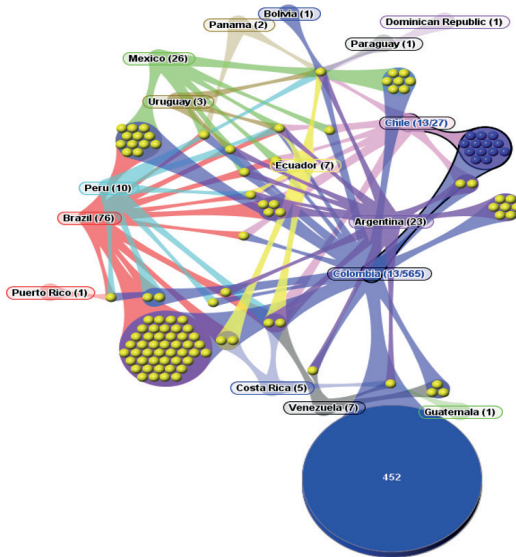 Bolivia (1)
Dominican Republic (1)
Panama (2)
Paraguay (1)
Mexico (26)
Uruguay (3)
Chile (13/27)
Ecuador (7)
Peru (10)
Brazil (76)
Argentina (23)
Colombia (13/565)
Puerto Rico (1)
Costa Rica (5)
Venezuela (7)
Guatemala (1)
452